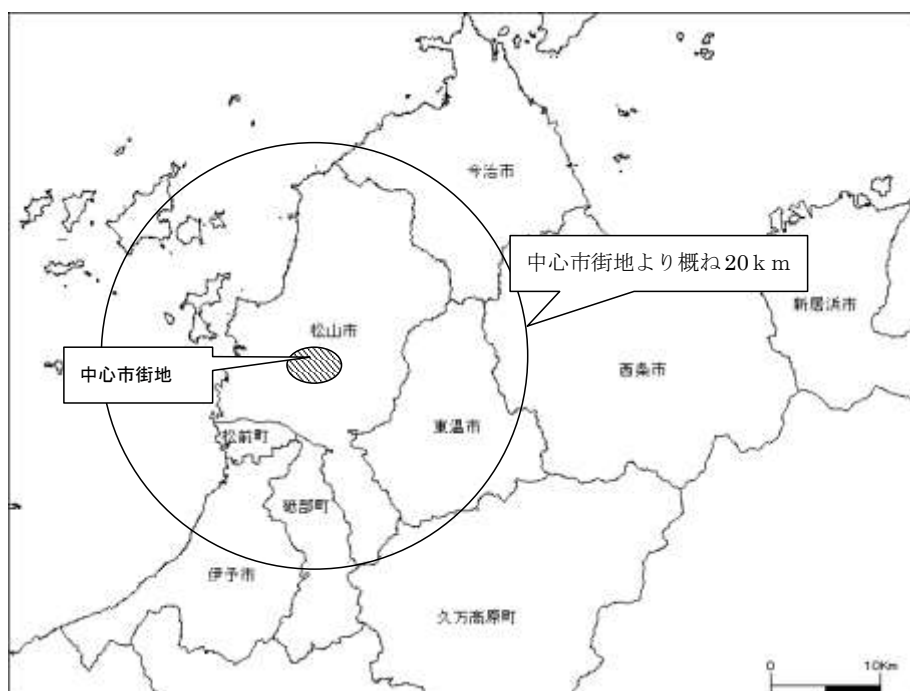 今治市
中心市街地より概ね20ｋｍ
新居浜市
松山市
中心市街地
西条市
東温市
松前町
砥部町
伊予市
久万高原町
0 10Km